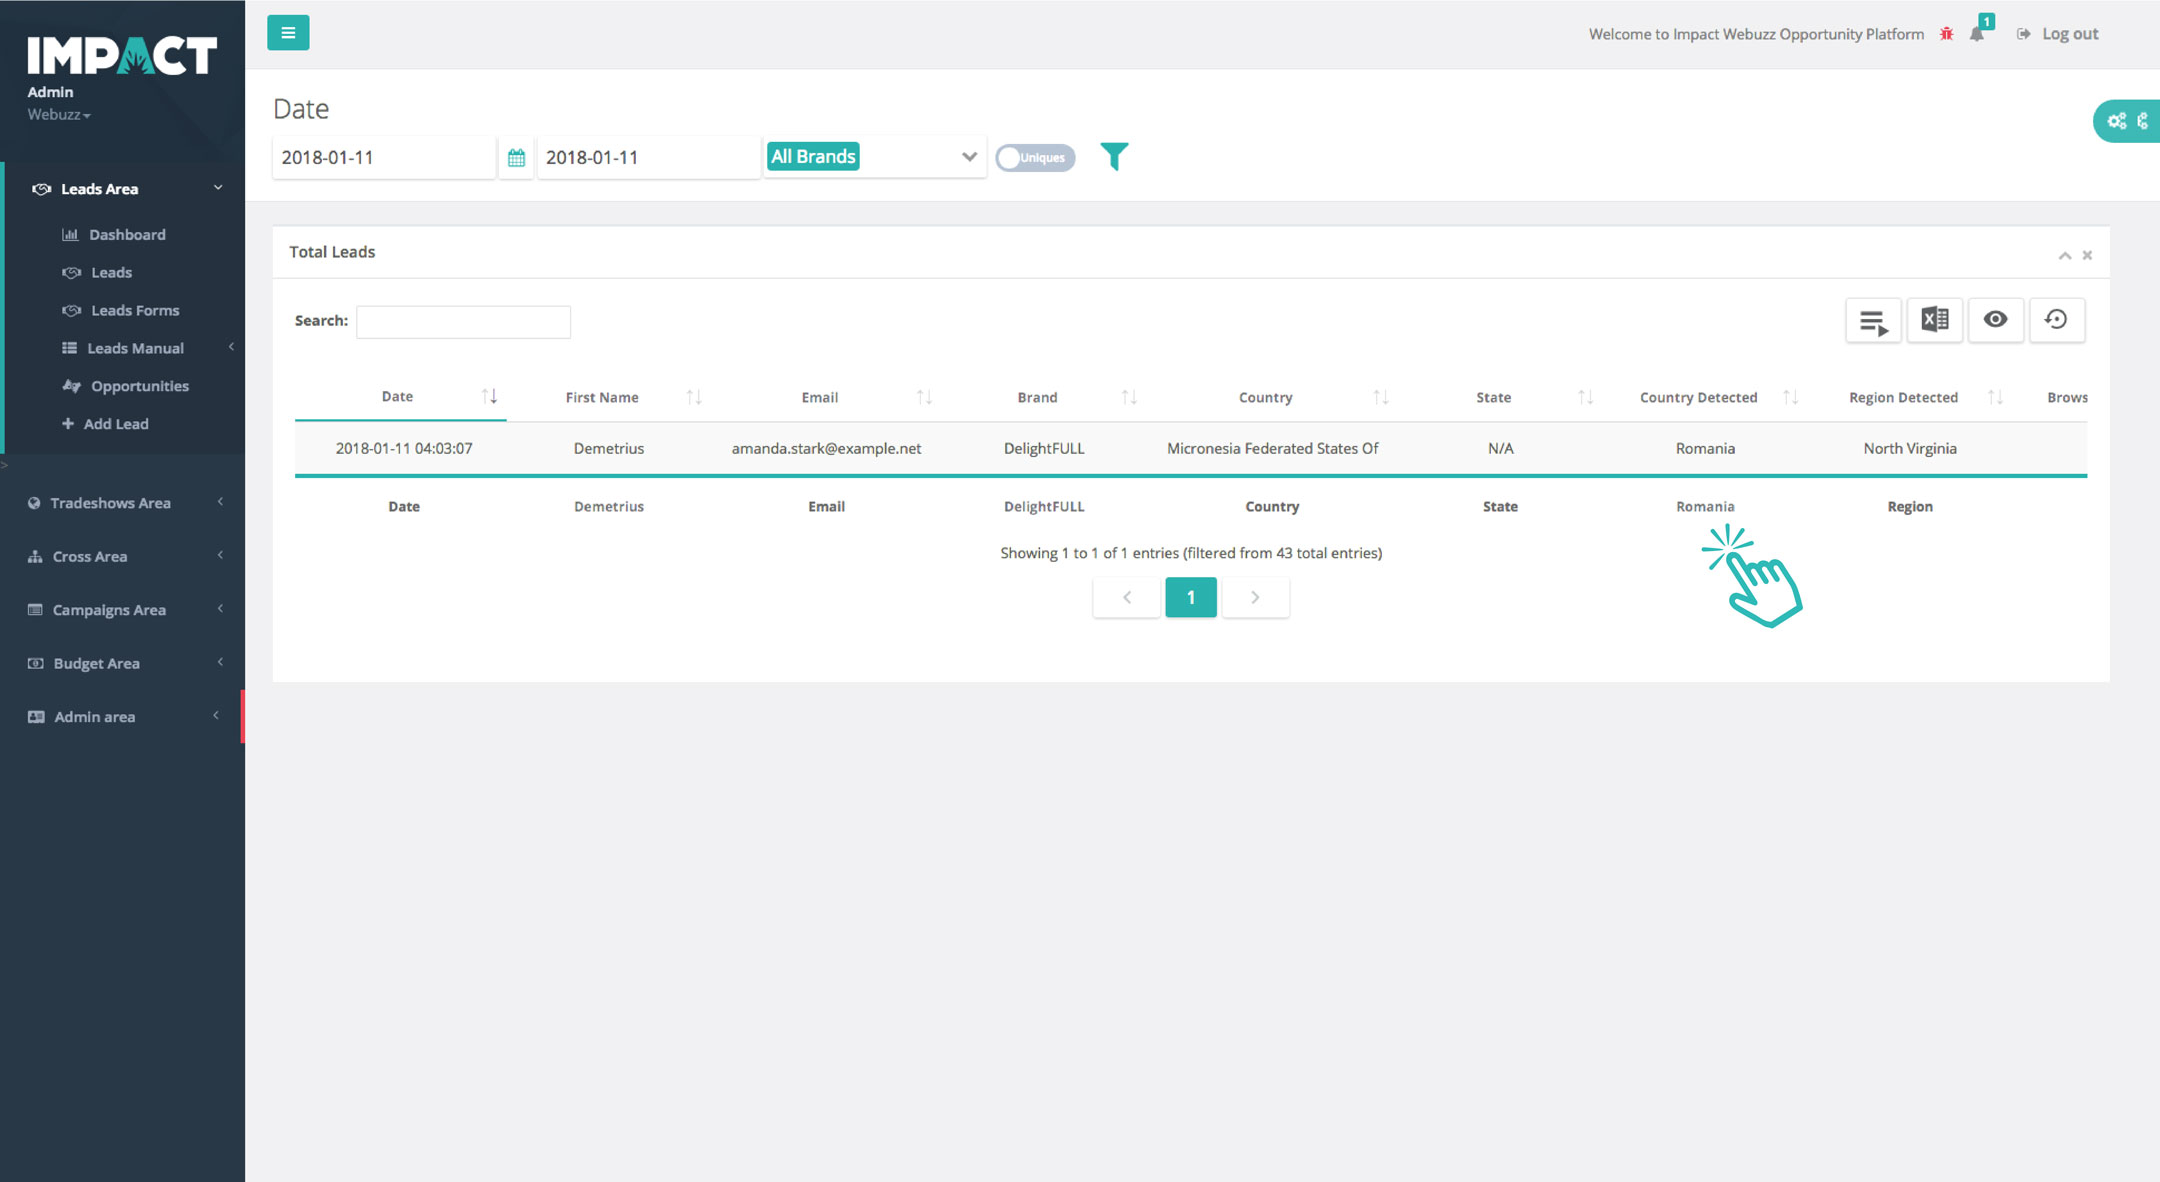 IMPACT
Admin
Webuzz
Leads Area
Dashboard
Leads
Leads Forms
Leads Manual
Opportunities
Add Lead
>
Tradeshows Area
Cross Area
Campaigns Area
Budget Area
Admin area
Welcome to Impact Webuzz Opportunity Platform 1 Log out
Date
2018-01-11 2018-01-11 All Brands Uniques
Total Leads
Search:
Date First Name Email Brand Country State Country Detected Region Detected Brows
2018-01-11 04:03:07 Demetrius amanda.stark@example.net DelightFULL Micronesia Federated States Of N/A Romania North Virginia
Date Demetrius Email DelightFULL Country State Romania Region
Showing 1 to 1 of 1 entries (filtered from 43 total entries)
1